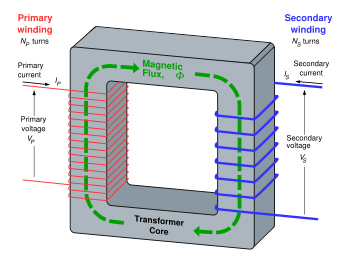 Primary
winding
Nₚ turns
Secondary
winding
Nₛ turns
Primary
current
Iₚ
Magnetic
Flux, Φ
Iₛ
Secondary
current
Primary
voltage
Vₚ
Secondary
voltage
Vₛ
Transformer
Core